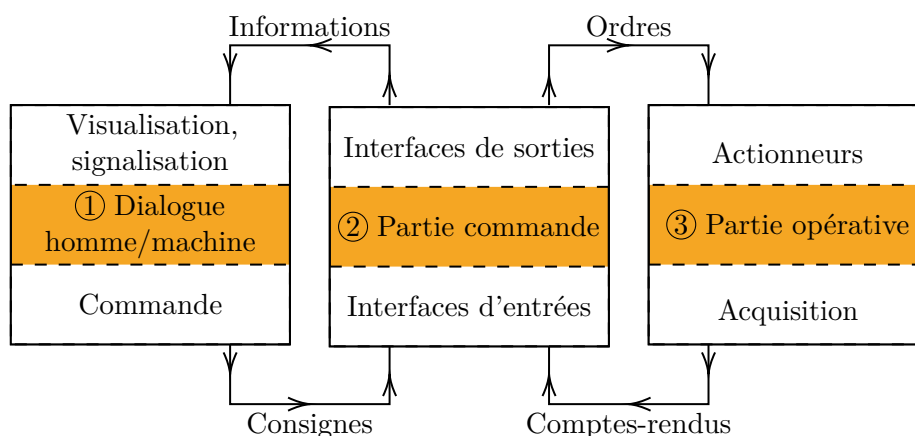 Informations
Ordres
Visualisation,
signalisation
① Dialogue
homme/machine
Commande
Interfaces de sorties
② Partie commande
Interfaces d'entrées
Actionneurs
③ Partie opérative
Acquisition
Consignes
Comptes-rendus